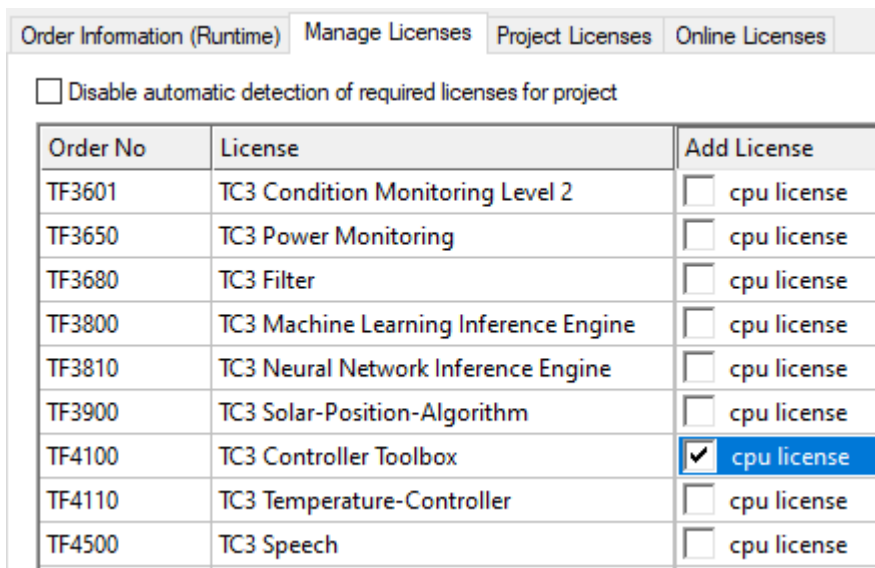 Order Information (Runtime) Manage Licenses Project Licenses Online Licenses
Disable automatic detection of required licenses for project
Order No License Add License
TF3601 TC3 Condition Monitoring Level 2 cpu license
TF3650 TC3 Power Monitoring cpu license
TF3680 TC3 Filter cpu license
TF3800 TC3 Machine Learning Inference Engine cpu license
TF3810 TC3 Neural Network Inference Engine cpu license
TF3900 TC3 Solar-Position-Algorithm cpu license
TF4100 TC3 Controller Toolbox cpu license
TF4110 TC3 Temperature-Controller cpu license
TF4500 TC3 Speech cpu license